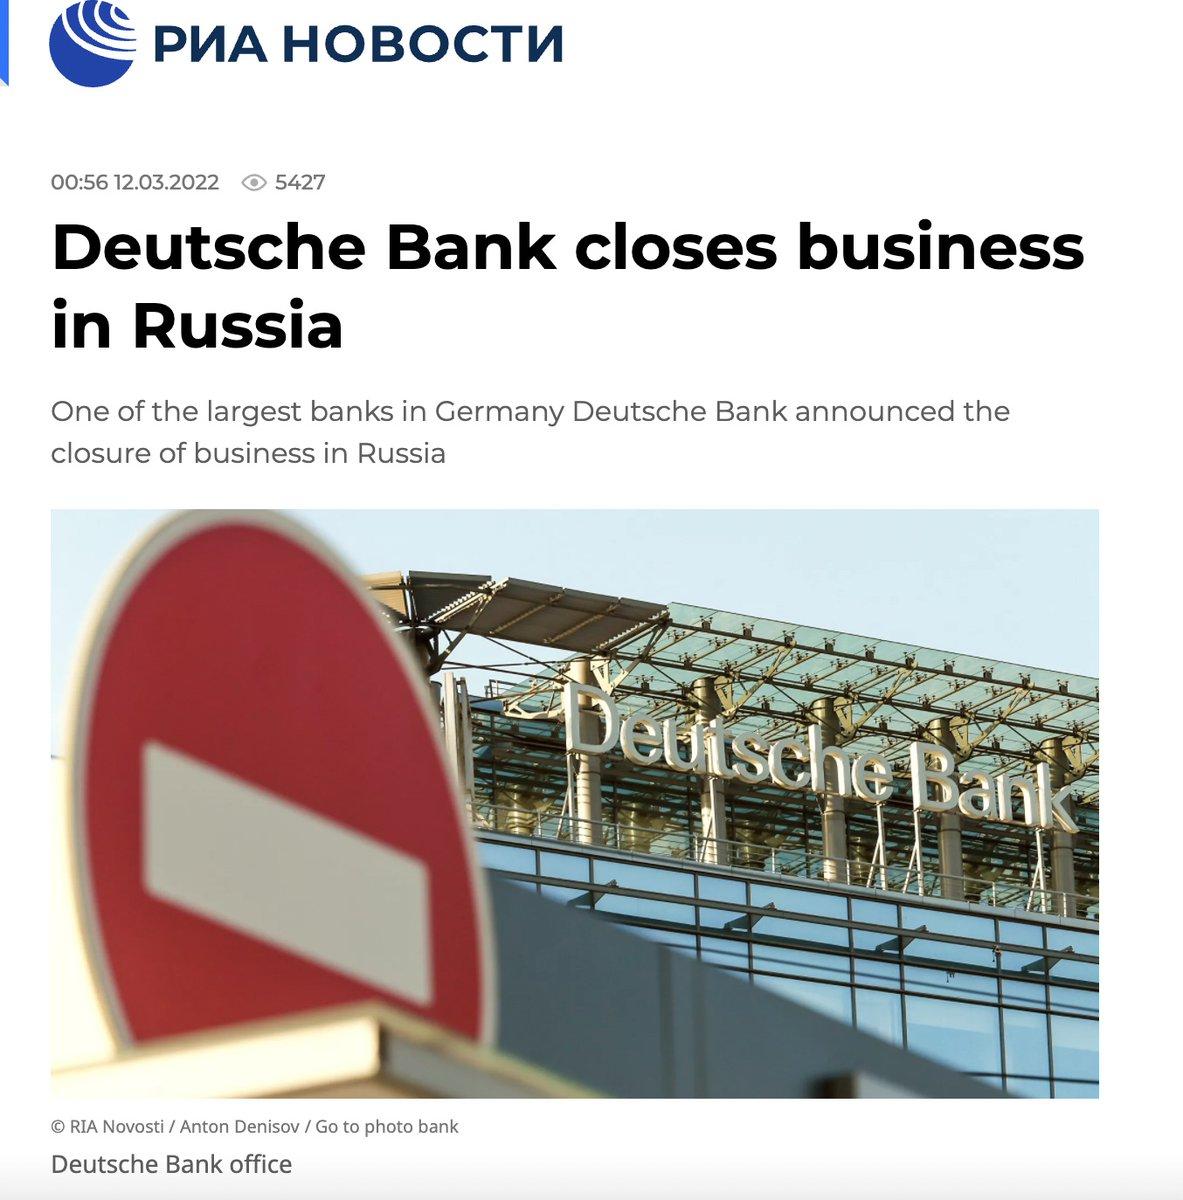 РИА НОВОСТИ
00:56 12.03.2022 5427
Deutsche Bank closes business
in Russia
One of the largest banks in Germany Deutsche Bank announced the
closure of business in Russia
Deutsche Bank
© RIA Novosti / Anton Denisov / Go to photo bank
Deutsche Bank office